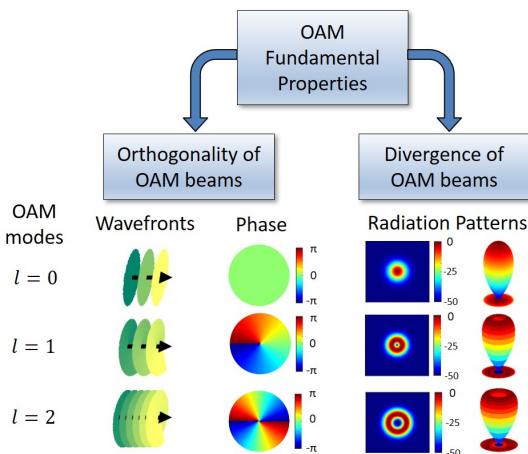 OAM
Fundamental
Properties
Orthogonality of
OAM beams
Divergence of
OAM beams
OAM
modes
Wavefronts
Phase
Radiation Patterns
l = 0
π
0
-π
0
-25
-50
l = 1
π
0
-π
0
-25
-50
l = 2
π
0
-π
0
-25
-50